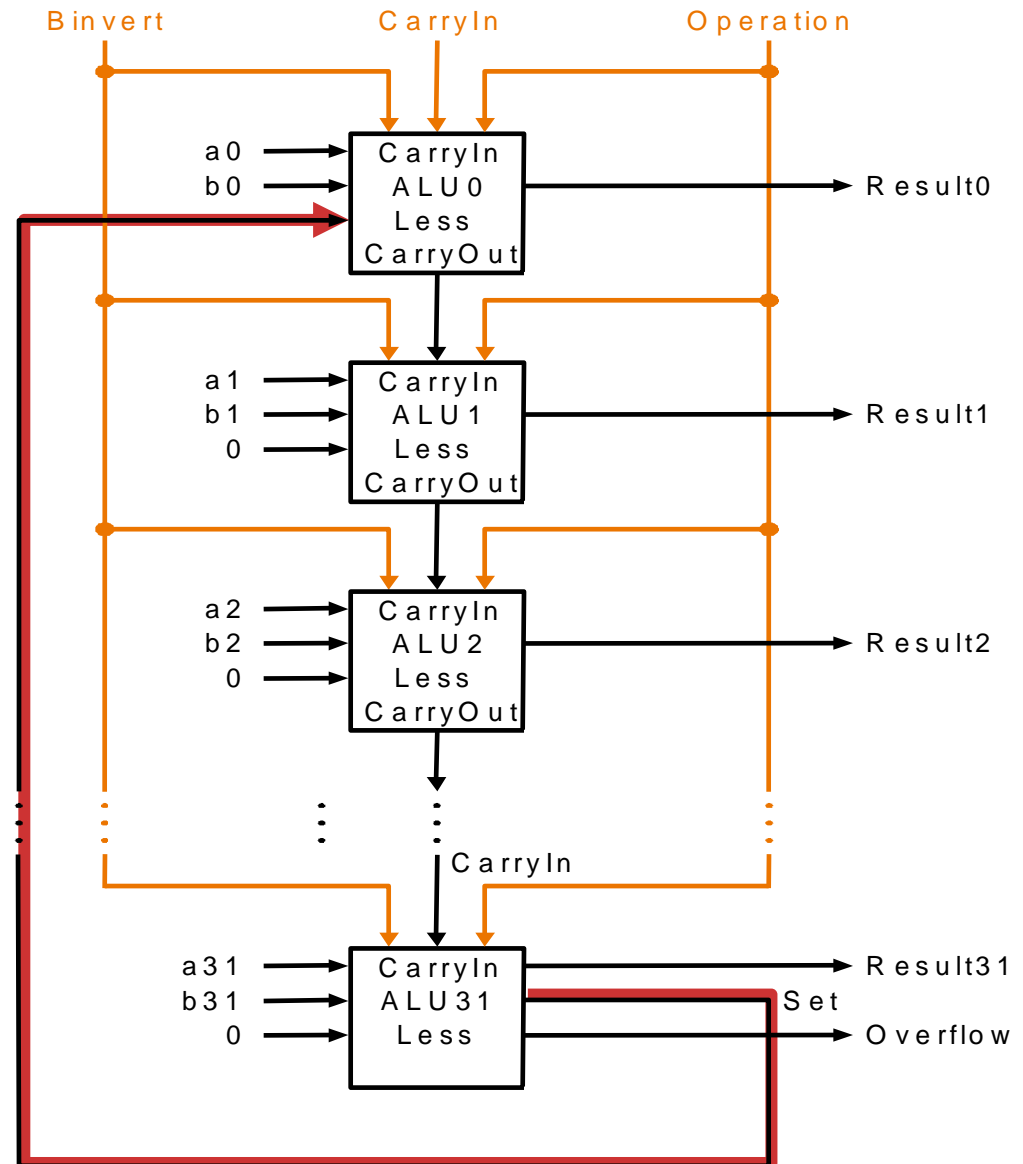 Binvert CarryIn Operation
a0 CarryIn
b0 ALU0 Result0
Less
CarryOut
a1 CarryIn
b1 ALU1 Result1
0 Less
CarryOut
a2 CarryIn
b2 ALU2 Result2
0 Less
CarryOut
CarryIn
a31 CarryIn Result31
b31 ALU31 Set
0 Less Overflow